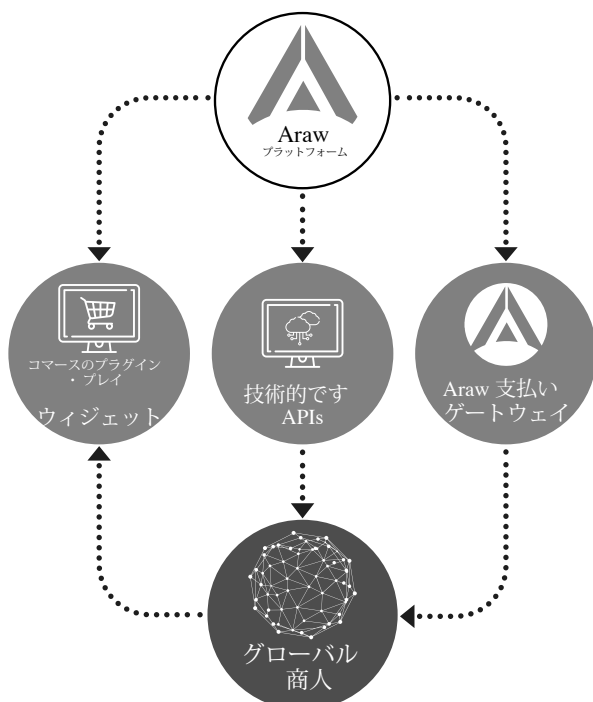 Araw
プラットフォーム
コマースのプラグイン
・プレイ
ウィジェット
技術的です
APIs
Araw 支払い
ゲートウェイ
グローバル
商人